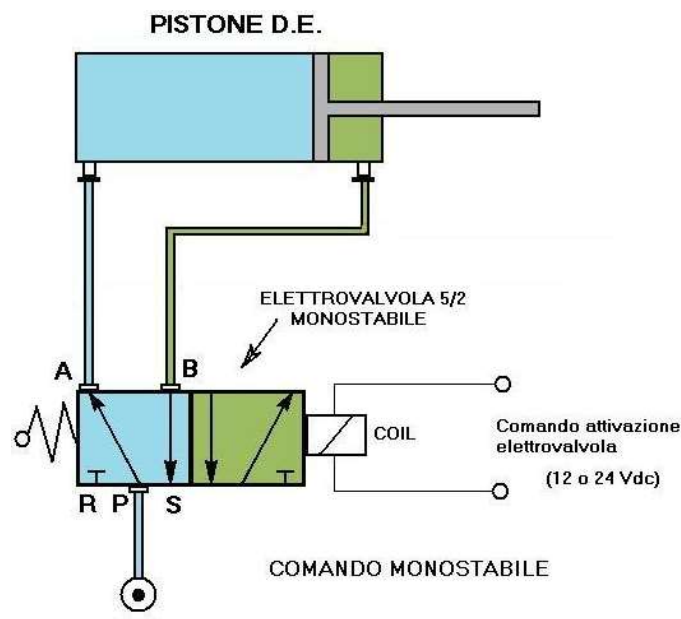 PISTONE D.E.
ELETTROVALVOLA 5/2
MONOSTABILE
A
B
COIL
Comando attivazione
elettrovalvola
(12 o 24 Vdc)
R P S
COMANDO MONOSTABILE